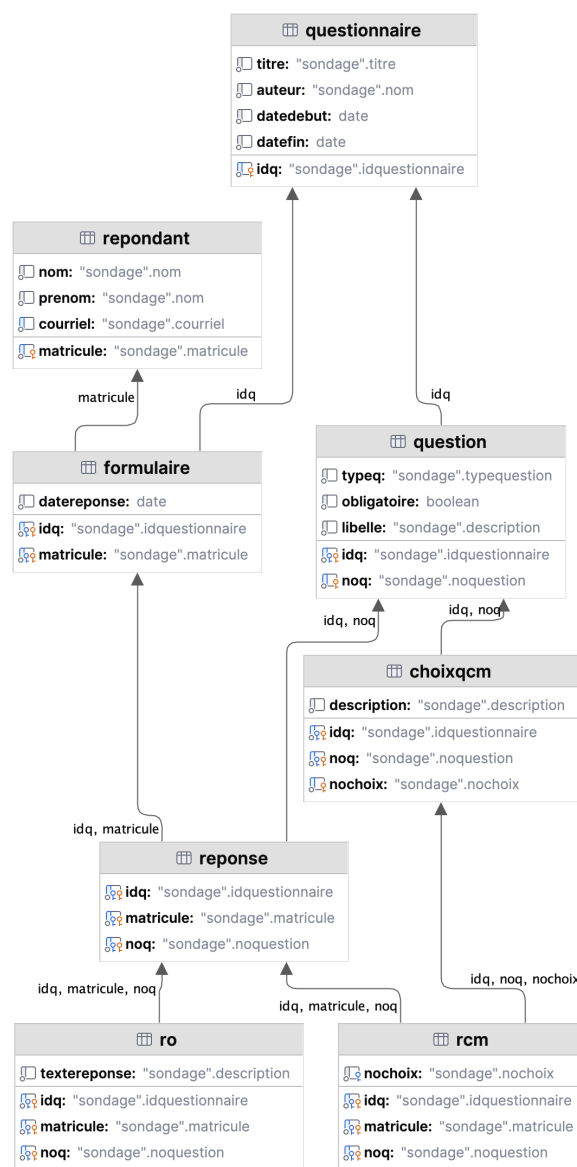 questionnaire
titre: "sondage".titre
auteur: "sondage".nom
datedebut: date
datefin: date
idq: "sondage".idquestionnaire
repondant
nom: "sondage".nom
prenom: "sondage".nom
courriel: "sondage".courriel
matricule: "sondage".matricule
matricule
idq
idq
formulaire
datereponse: date
idq: "sondage".idquestionnaire
matricule: "sondage".matricule
question
typeq: "sondage".typequestion
obligatoire: boolean
libelle: "sondage".description
idq: "sondage".idquestionnaire
noq: "sondage".noquestion
idq, noq
idq, noq
choixqcm
description: "sondage".description
idq: "sondage".idquestionnaire
noq: "sondage".noquestion
nochoix: "sondage".nochoix
idq, matricule
reponse
idq: "sondage".idquestionnaire
matricule: "sondage".matricule
noq: "sondage".noquestion
idq, matricule, noq
idq, matricule, noq
idq, noq, nochoix
ro
textereponse: "sondage".description
idq: "sondage".idquestionnaire
matricule: "sondage".matricule
noq: "sondage".noquestion
rcm
nochoix: "sondage".nochoix
idq: "sondage".idquestionnaire
matricule: "sondage".matricule
noq: "sondage".noquestion